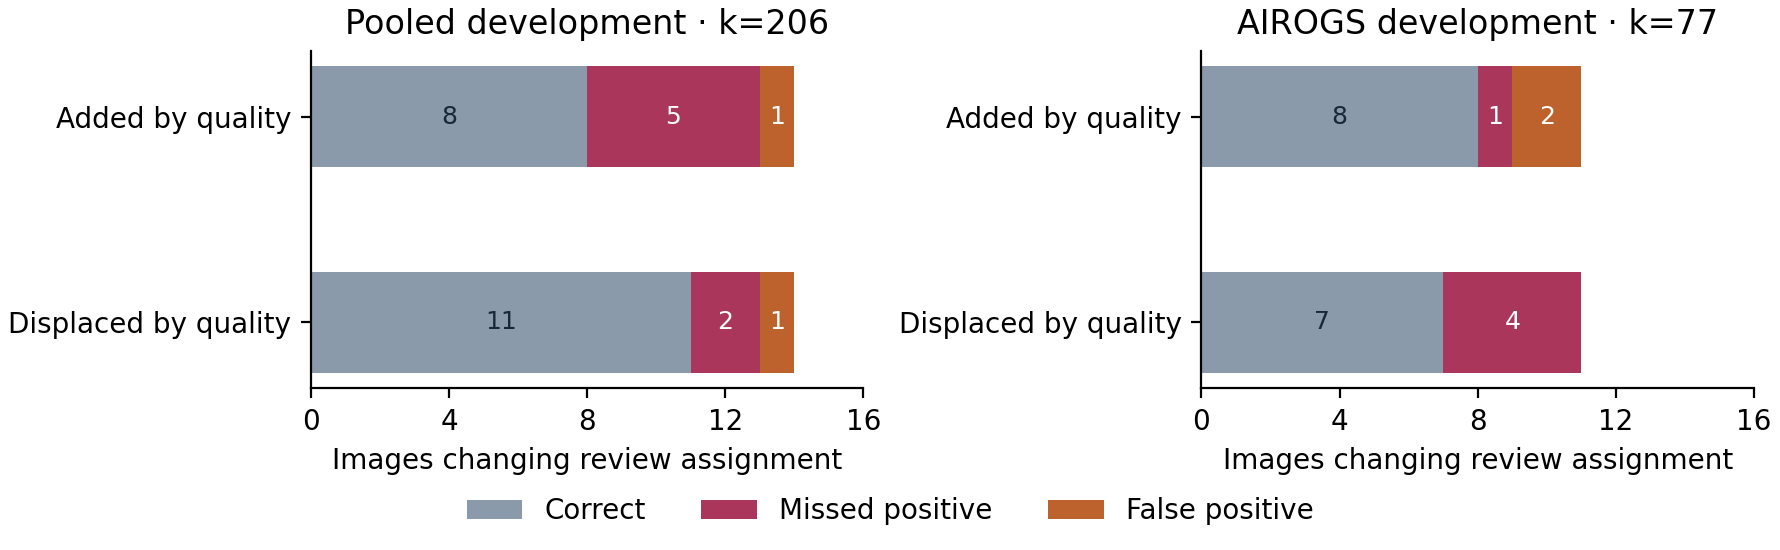 Pooled development · k=206
Added by quality
8
5
1
Displaced by quality
11
2
1
0 4 8 12 16
Images changing review assignment
AIROGS development · k=77
Added by quality
8
1
2
Displaced by quality
7
4
0 4 8 12 16
Images changing review assignment
Correct Missed positive False positive